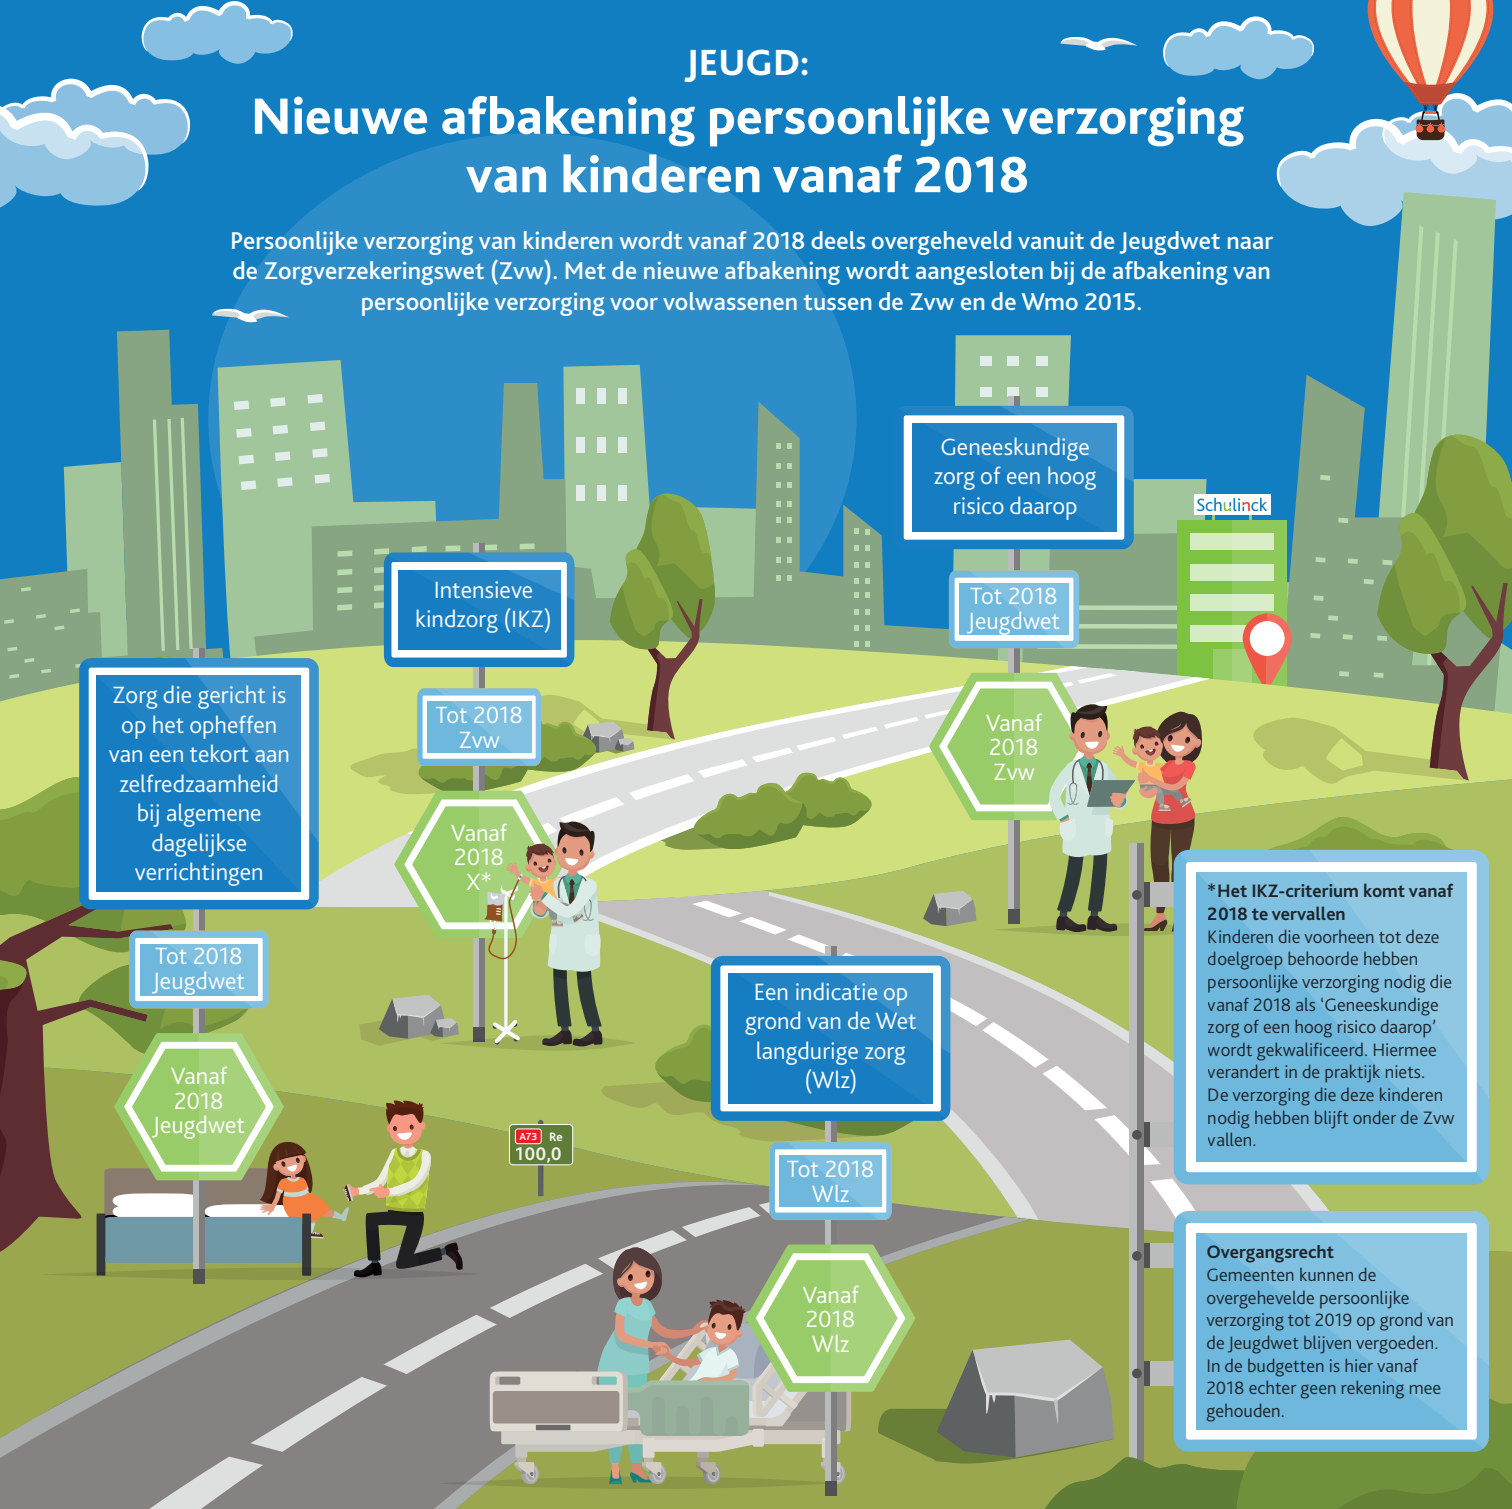 JEUGD:
Nieuwe afbakening persoonlijke verzorging
van kinderen vanaf 2018
Persoonlijke verzorging van kinderen wordt vanaf 2018 deels overgeheveld vanuit de Jeugdwet naar
de Zorgverzekeringswet (Zvw). Met de nieuwe afbakening wordt aangesloten bij de afbakening van
persoonlijke verzorging voor volwassenen tussen de Zvw en de Wmo 2015.
Geneeskundige
zorg of een hoog
risico daarop
Tot 2018
Jeugdwet
Vanaf
2018
Zvw
Schulinck
Intensieve
kindzorg (IKZ)
Tot 2018
Zvw
Vanaf
2018
X*
Zorg die gericht is
op het opheffen
van een tekort aan
zelfredzaamheid
bij algemene
dagelijkse
verrichtingen
Tot 2018
Jeugdwet
Vanaf
2018
Jeugdwet
A73 Re
100,0
Een indicatie op
grond van de Wet
langdurige zorg
(Wlz)
Tot 2018
Wlz
Vanaf
2018
Wlz
*Het IKZ-criterium komt vanaf
2018 te vervallen
Kinderen die voorheen tot deze
doelgroep behoorde hebben
persoonlijke verzorging nodig die
vanaf 2018 als 'Geneeskundige
zorg of een hoog risico daarop'
wordt gekwalificeerd. Hiermee
verandert in de praktijk niets.
De verzorging die deze kinderen
nodig hebben blijft onder de Zvw
vallen.
Overgangsrecht
Gemeenten kunnen de
overgehevelde persoonlijke
verzorging tot 2019 op grond van
de Jeugdwet blijven vergoeden.
In de budgetten is hier vanaf
2018 echter geen rekening mee
gehouden.